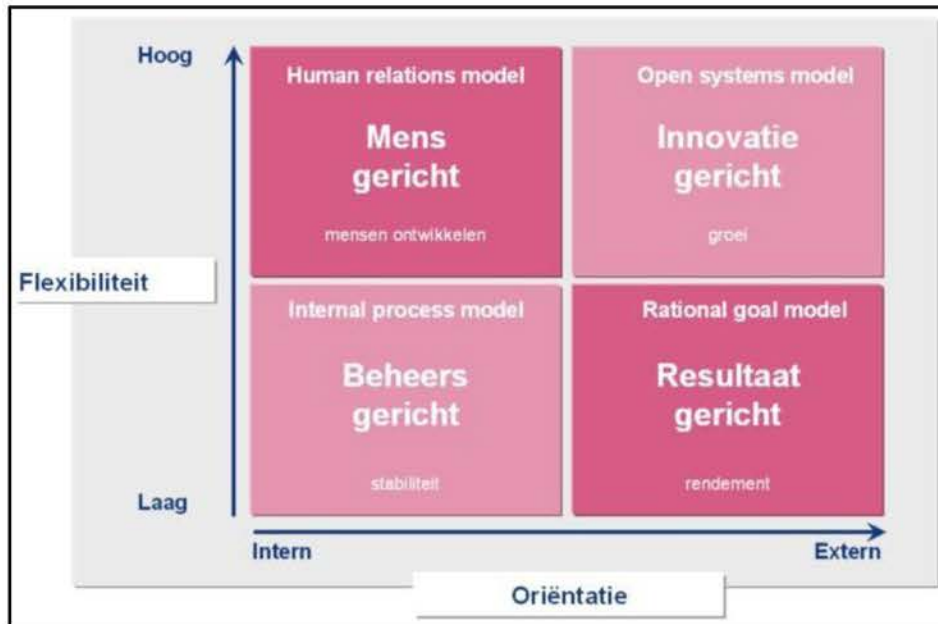 Hoog
Human relations model
Mens
gericht
mensen ontwikkelen
Open systems model
Innovatie
gericht
groei
Flexibiliteit
Internal process model
Beheers
gericht
stabiliteit
Rational goal model
Resultaat
gericht
rendement
Laag
Intern
Extern
Oriëntatie